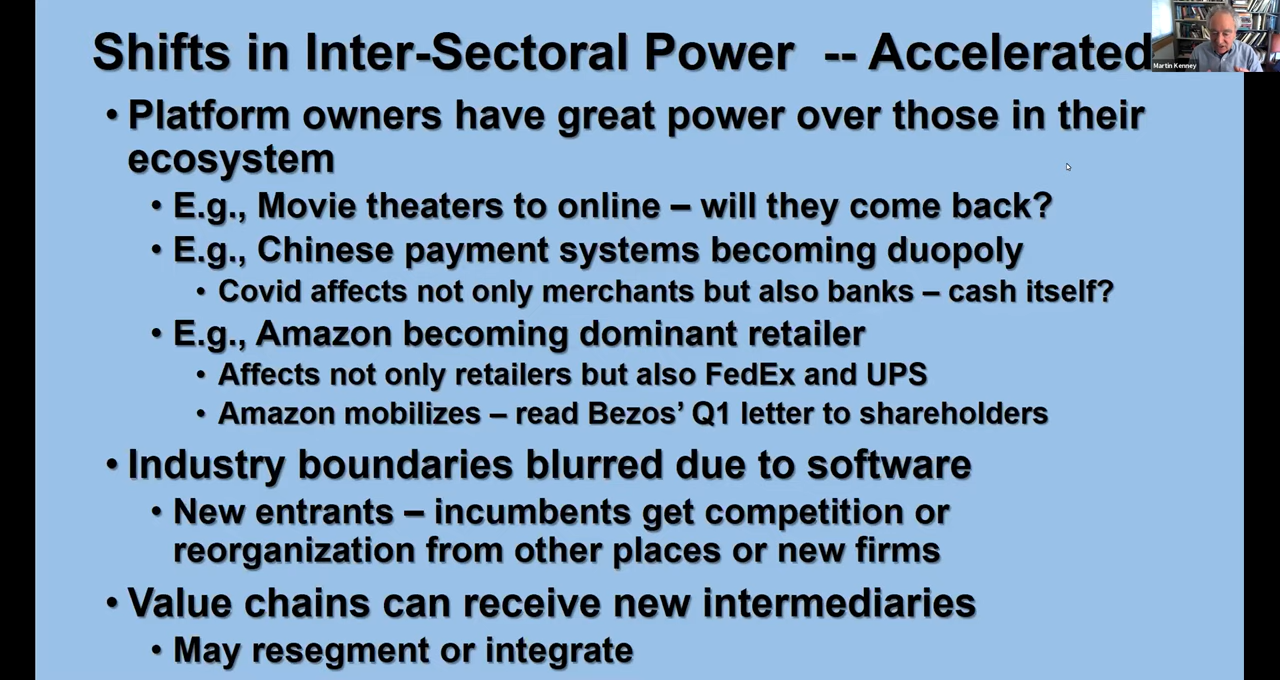 Shifts in Inter-Sectoral Power -- Accelerated
Martin Kenney
• Platform owners have great power over those in their
ecosystem
• E.g., Movie theaters to online – will they come back?
• E.g., Chinese payment systems becoming duopoly
• Covid affects not only merchants but also banks – cash itself?
• E.g., Amazon becoming dominant retailer
• Affects not only retailers but also FedEx and UPS
• Amazon mobilizes – read Bezos’ Q1 letter to shareholders
• Industry boundaries blurred due to software
• New entrants – incumbents get competition or
reorganization from other places or new firms
• Value chains can receive new intermediaries
• May resegment or integrate